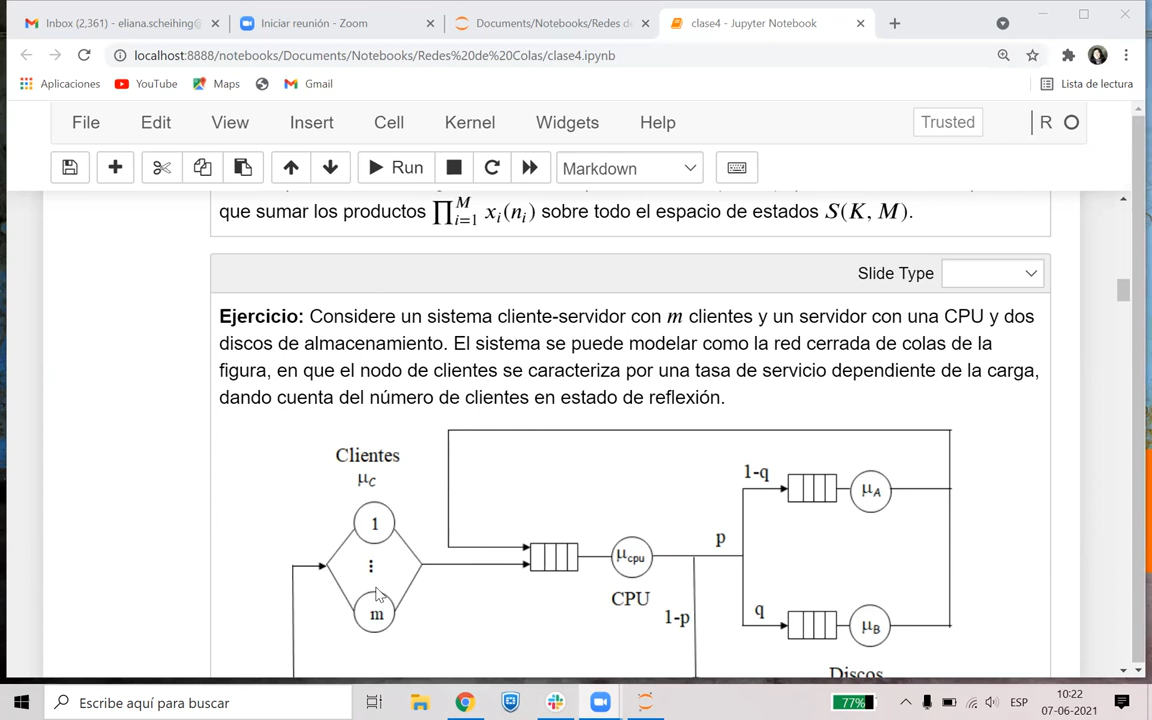 Inbox (2,361) - eliana.scheihing@
Iniciar reunión - Zoom
Documents/Notebooks/Redes de
clase4 - Jupyter Notebook
localhost:8888/notebooks/Documents/Notebooks/Redes%20de%20Colas/clase4.ipynb
Aplicaciones YouTube Maps Gmail Lista de lectura
File Edit View Insert Cell Kernel Widgets Help Trusted R
Run Markdown
que sumar los productos ∏_{i=1}^{M} x_i(n_i) sobre todo el espacio de estados S(K, M).
Slide Type
Ejercicio: Considere un sistema cliente-servidor con m clientes y un servidor con una CPU y dos
discos de almacenamiento. El sistema se puede modelar como la red cerrada de colas de la
figura, en que el nodo de clientes se caracteriza por una tasa de servicio dependiente de la carga,
dando cuenta del número de clientes en estado de reflexión.
Clientes
μC
1
⋮
m
μcpu
CPU
p
1-p
1-q
μA
q
μB
Discos
Escribe aquí para buscar
77%
ESP
10:22
07-06-2021